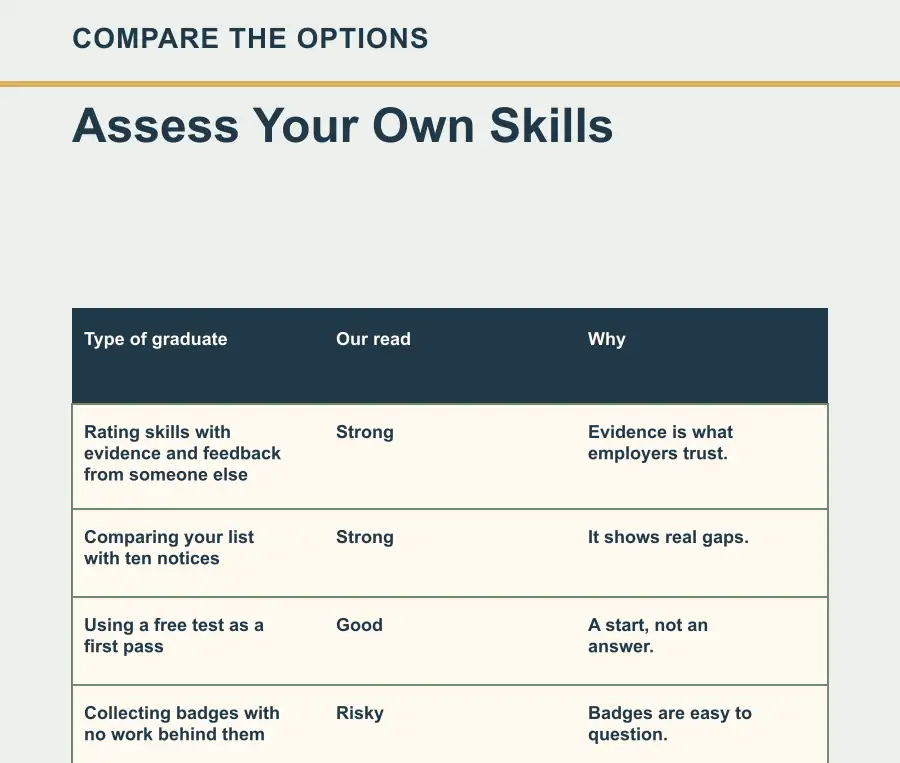 COMPARE THE OPTIONS
Assess Your Own Skills
Type of graduate
Our read
Why
Rating skills with
evidence and feedback
from someone else
Strong
Evidence is what
employers trust.
Comparing your list
with ten notices
Strong
It shows real gaps.
Using a free test as a
first pass
Good
A start, not an
answer.
Collecting badges with
no work behind them
Risky
Badges are easy to
question.